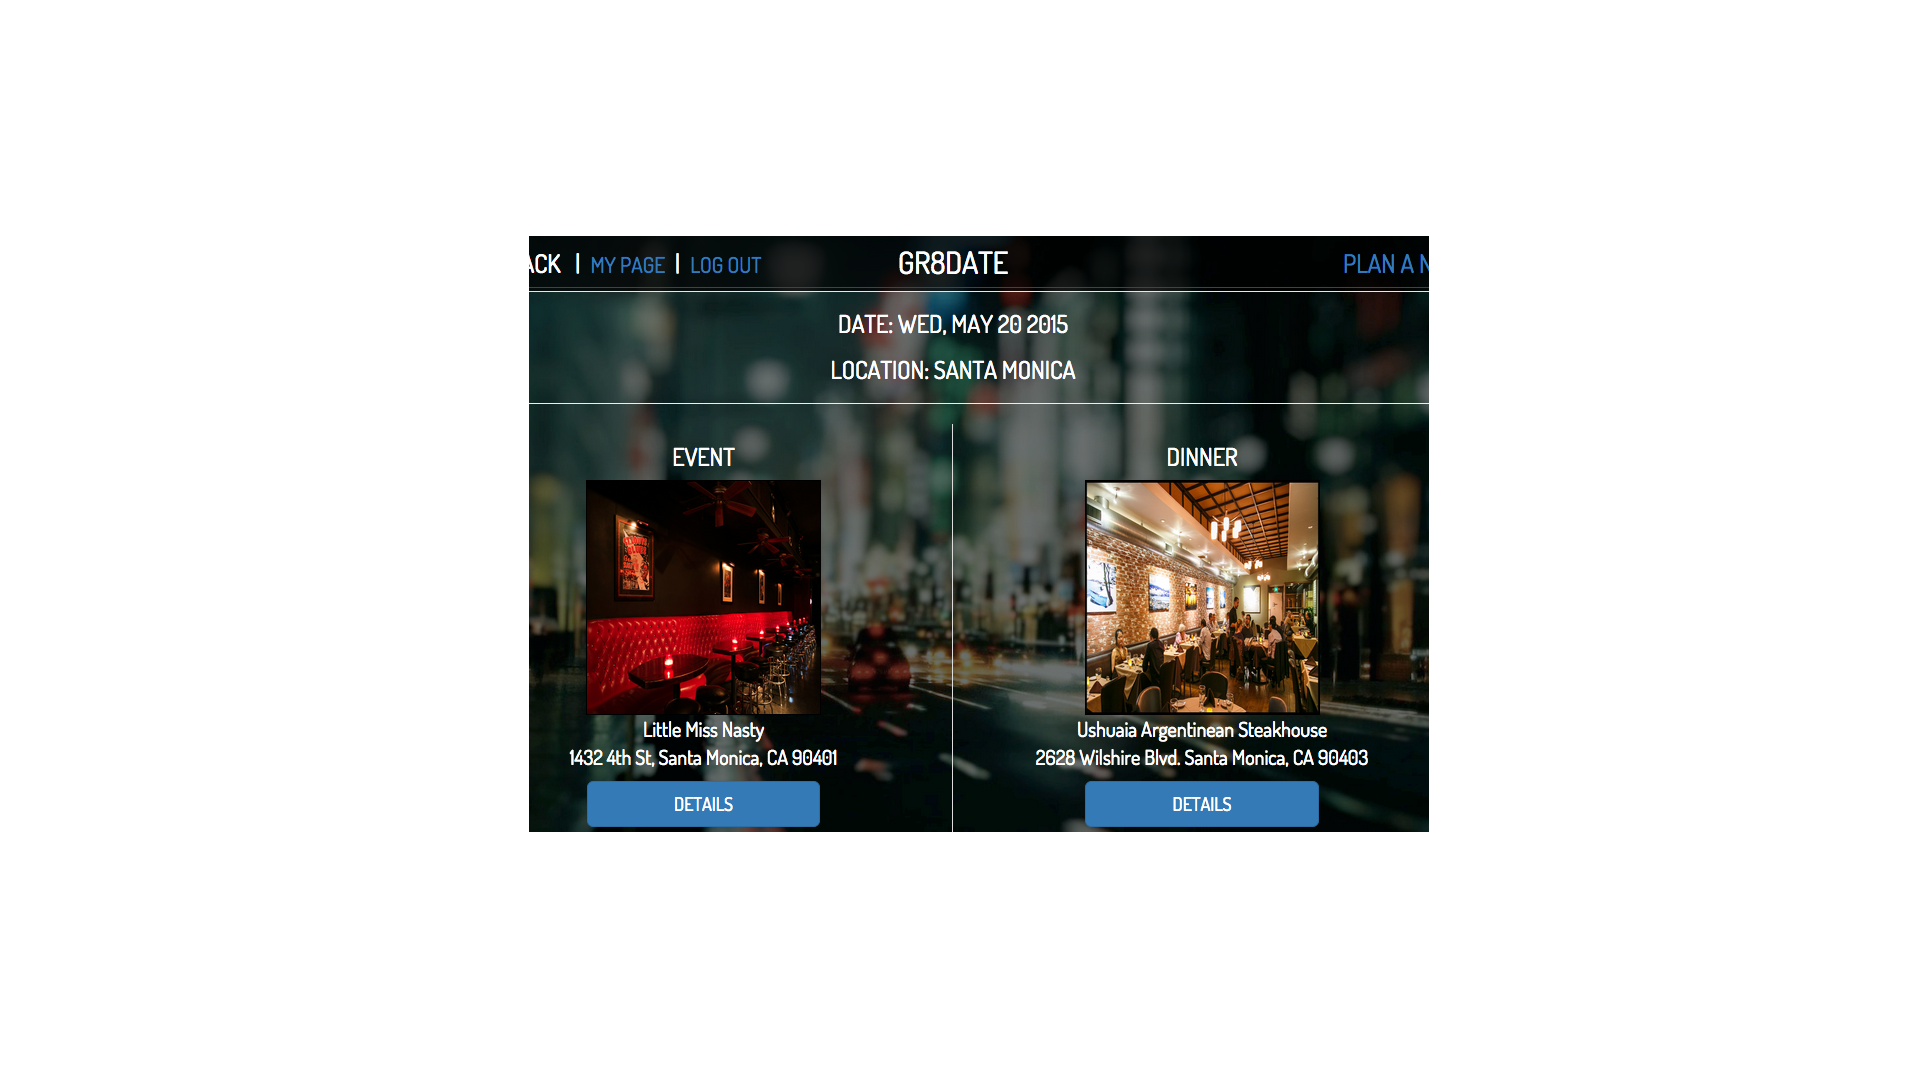 ACK | MY PAGE | LOG OUT GR8DATE PLAN A N
DATE: WED, MAY 20 2015
LOCATION: SANTA MONICA
EVENT
Little Miss Nasty
1432 4th St, Santa Monica, CA 90401
DETAILS
DINNER
Ushuaia Argentinean Steakhouse
2628 Wilshire Blvd. Santa Monica, CA 90403
DETAILS